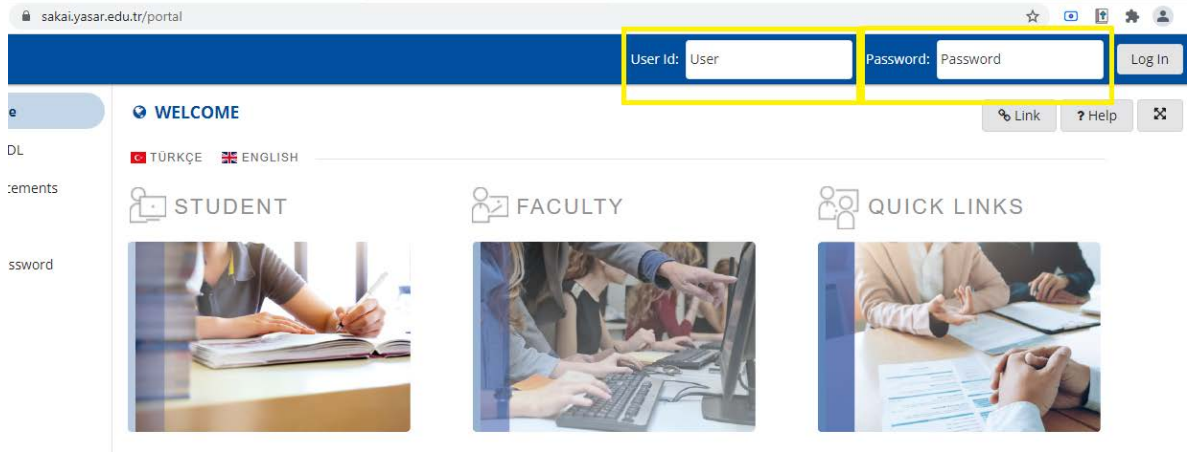 sakai.yasar.edu.tr/portal
User Id: User Password: Password Log In
e
WELCOME
Link ? Help
DL
TÜRKÇE ENGLISH
cements
STUDENT FACULTY QUICK LINKS
ssword